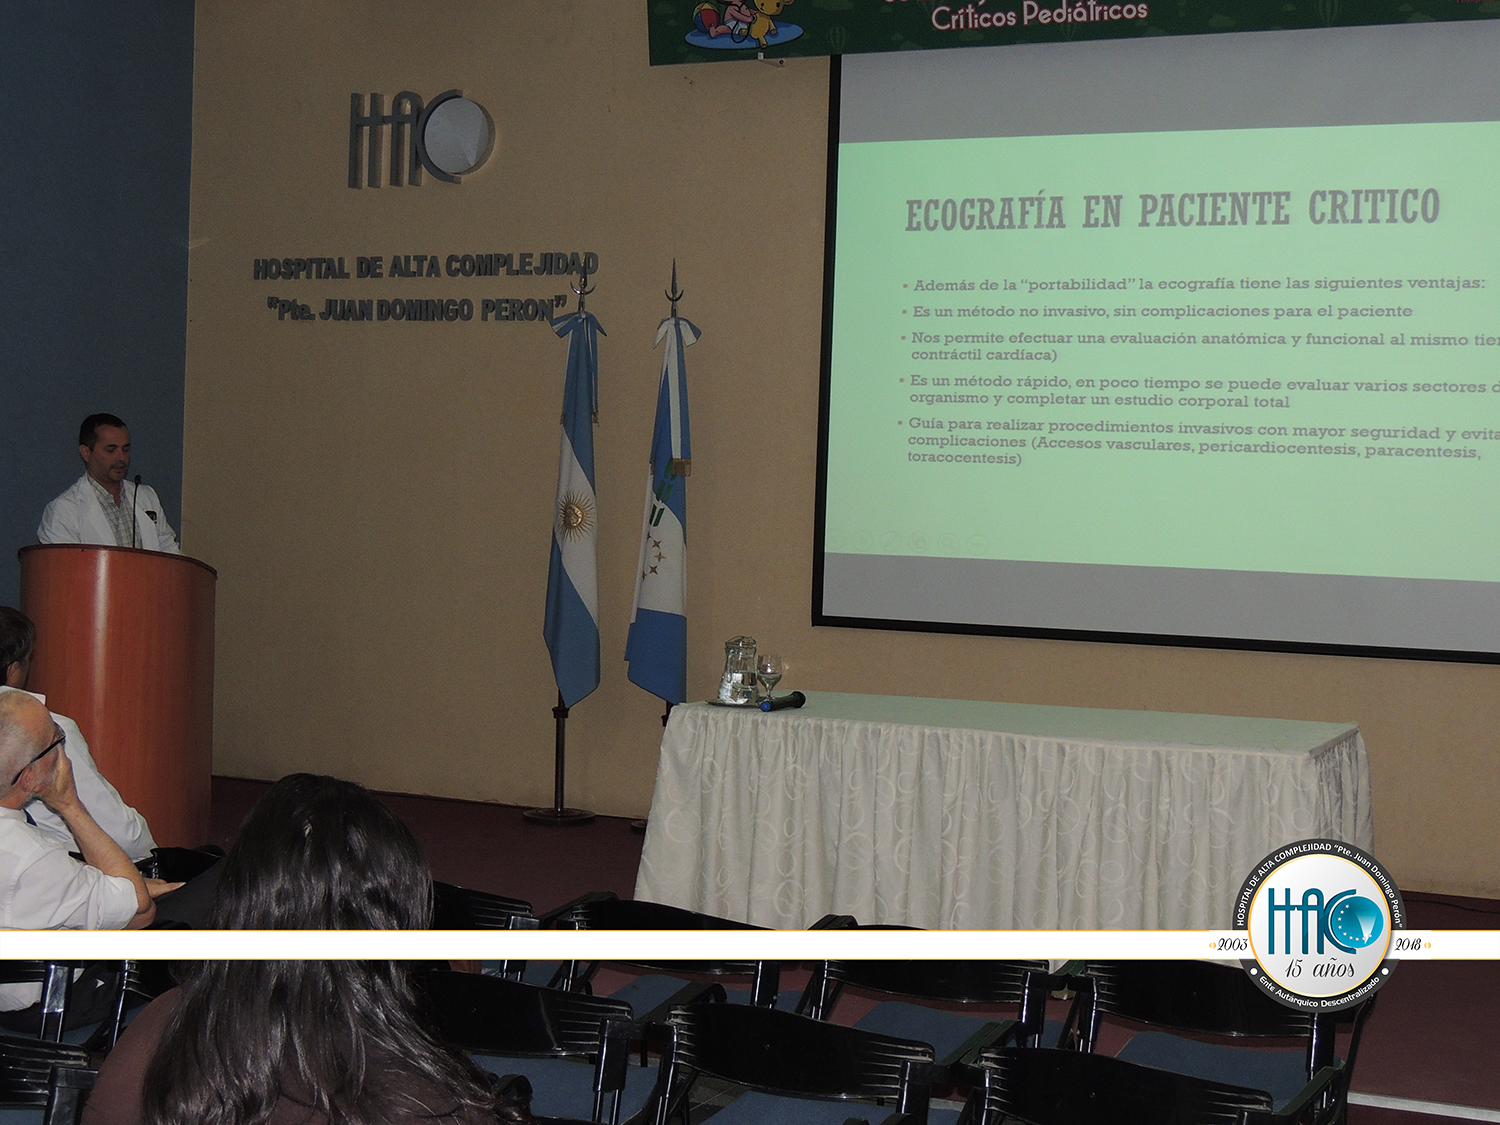 Críticos Pediátricos
HAC
HOSPITAL DE ALTA COMPLEJIDAD
"Pte. JUAN DOMINGO PERON"
ECOGRAFÍA EN PACIENTE CRITICO
• Además de la "portabilidad" la ecografía tiene las siguientes ventajas:
• Es un método no invasivo, sin complicaciones para el paciente
• Nos permite efectuar una evaluación anatómica y funcional al mismo
contráctil cardíaca)
• Es un método rápido, en poco tiempo se puede evaluar varios sectores
organismo y completar un estudio corporal total
• Guía para realizar procedimientos invasivos con mayor seguridad y
complicaciones (Accesos vasculares, pericardiocentesis, paracentesis,
toracocentesis)
HOSPITAL DE ALTA COMPLEJIDAD "Pte. Juan Domingo Perón"
2003
HAC
2018
15 años
Ente Autárquico Descentralizado